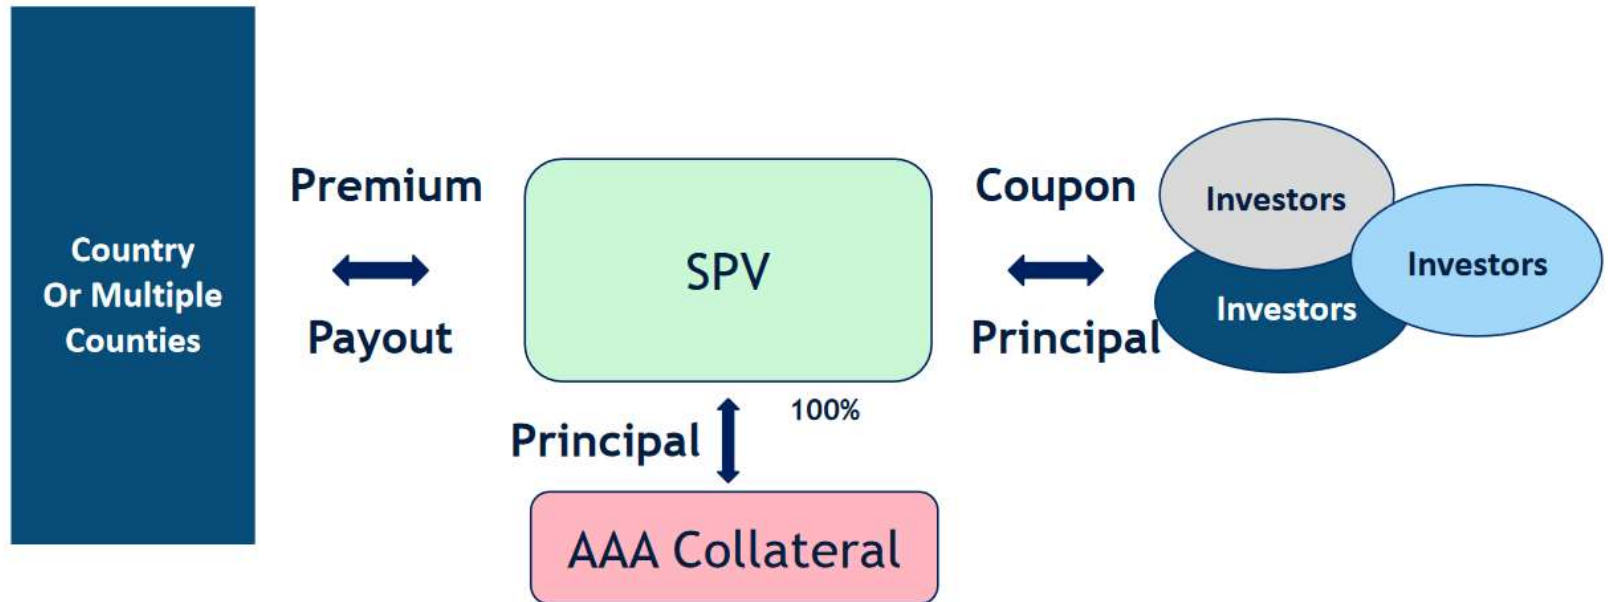 Country
Or Multiple
Counties
Premium
Payout
SPV
Coupon
Principal
Investors
Investors
Investors
100%
Principal
AAA Collateral